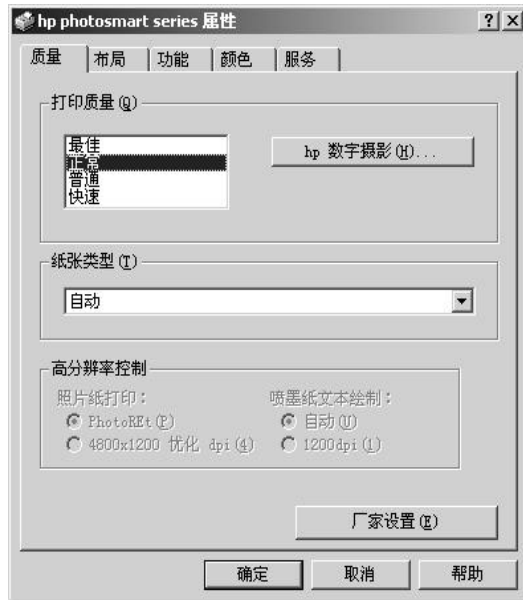 hp photosmart series 属性
质量 布局 功能 颜色 服务
打印质量(Q)
最佳
正常
普通
快速
hp 数字摄影(H)...
纸张类型(T)
自动
高分辨率控制
照片纸打印：
PhotoREt(P)
4800x1200 优化 dpi(4)
喷墨纸文本绘制：
自动(U)
1200dpi(1)
厂家设置(E)
确定 取消 帮助